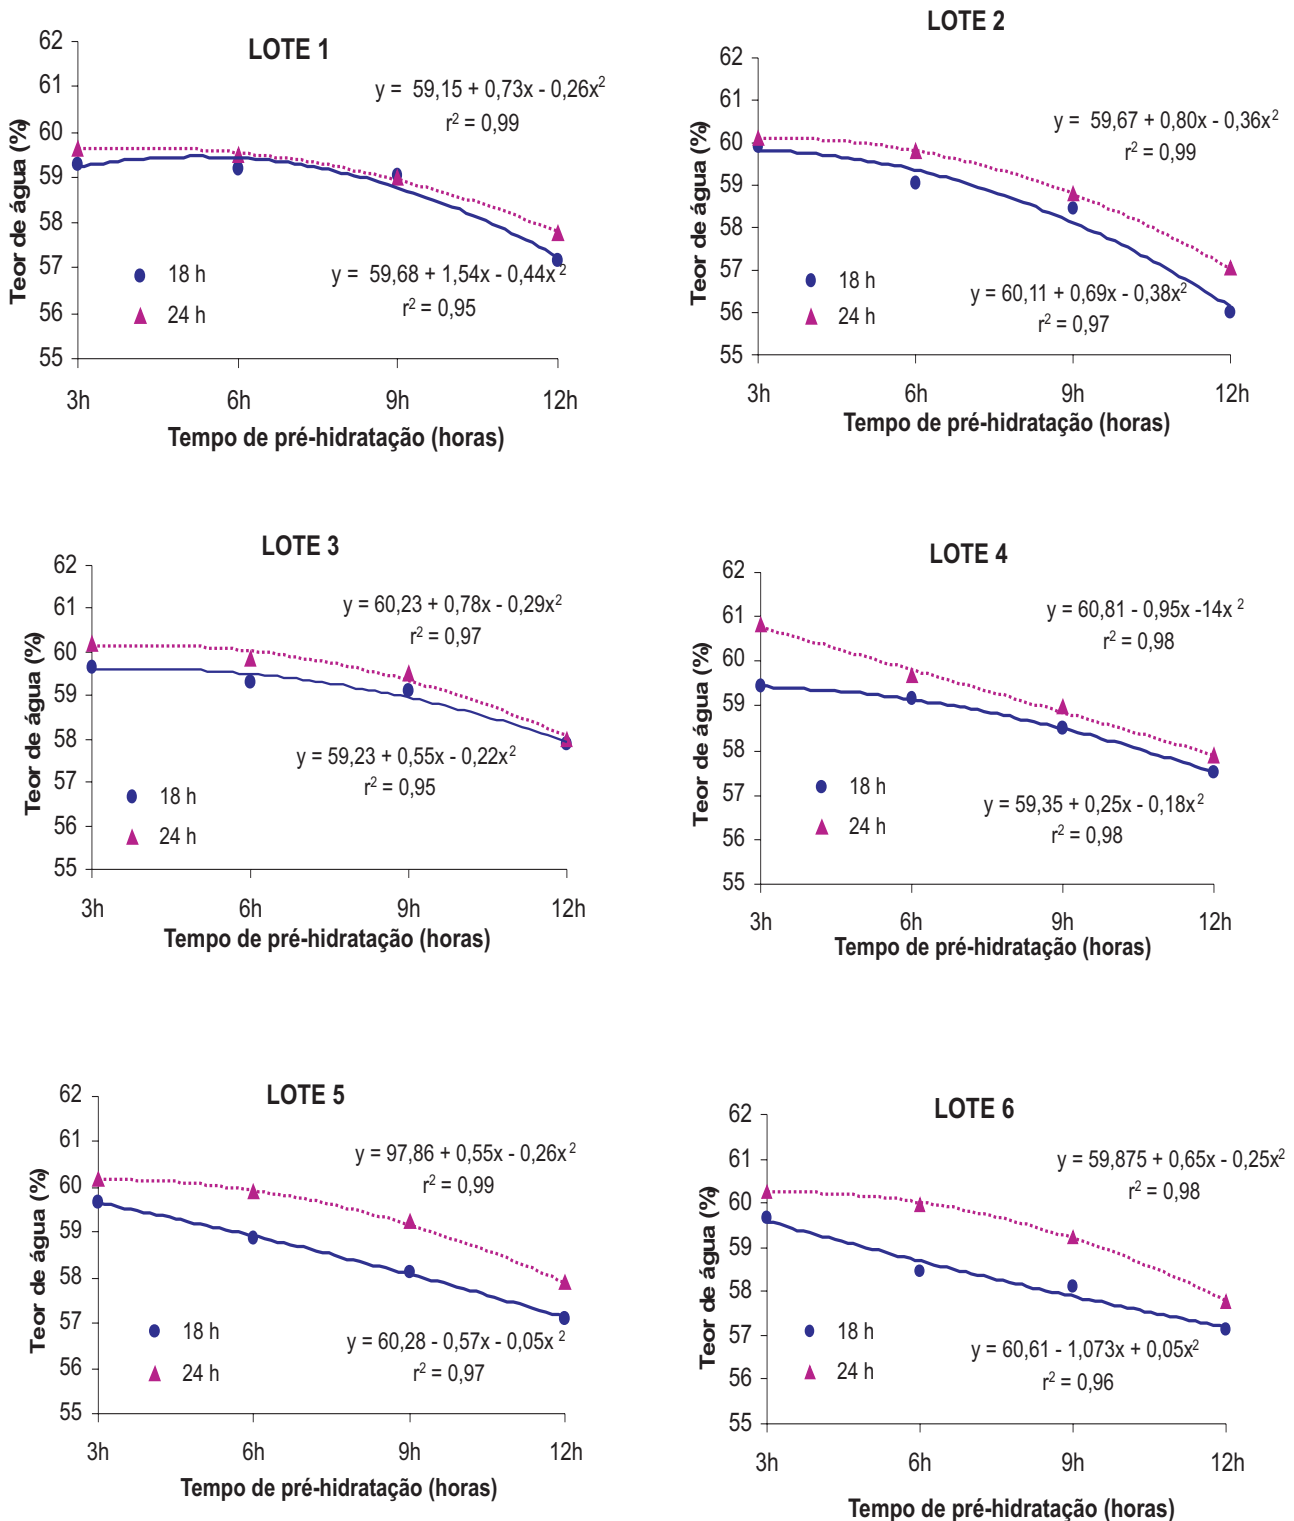 LOTE 1
62
61
60
59
58
57
56
55
Teor de água (%)
y = 59,15 + 0,73x - 0,26x²
r² = 0,99
y = 59,68 + 1,54x - 0,44x²
r² = 0,95
18 h
24 h
3h 6h 9h 12h
Tempo de pré-hidratação (horas)
LOTE 2
62
61
60
59
58
57
56
55
Teor de água (%)
y = 59,67 + 0,80x - 0,36x²
r² = 0,99
y = 60,11 + 0,69x - 0,38x²
r² = 0,97
18 h
24 h
3h 6h 9h 12h
Tempo de pré-hidratação (horas)
LOTE 3
62
61
60
59
58
57
56
55
Teor de água (%)
y = 60,23 + 0,78x - 0,29x²
r² = 0,97
y = 59,23 + 0,55x - 0,22x²
r² = 0,95
18 h
24 h
3h 6h 9h 12h
Tempo de pré-hidratação (horas)
LOTE 4
62
61
60
59
58
57
56
55
Teor de água (%)
y = 60,81 - 0,95x -14x ²
r² = 0,98
y = 59,35 + 0,25x - 0,18x²
r² = 0,98
18 h
24 h
3h 6h 9h 12h
Tempo de pré-hidratação (horas)
LOTE 5
62
61
60
59
58
57
56
55
Teor de água (%)
y = 97,86 + 0,55x - 0,26x ²
r² = 0,99
y = 60,28 - 0,57x - 0,05x ²
r² = 0,97
18 h
24 h
3h 6h 9h 12h
Tempo de pré-hidratação (horas)
LOTE 6
62
61
60
59
58
57
56
55
Teor de água (%)
y = 59,875 + 0,65x - 0,25x²
r² = 0,98
y = 60,61 - 1,073x + 0,05x²
r² = 0,96
18 h
24 h
3h 6h 9h 12h
Tempo de pré-hidratação (horas)